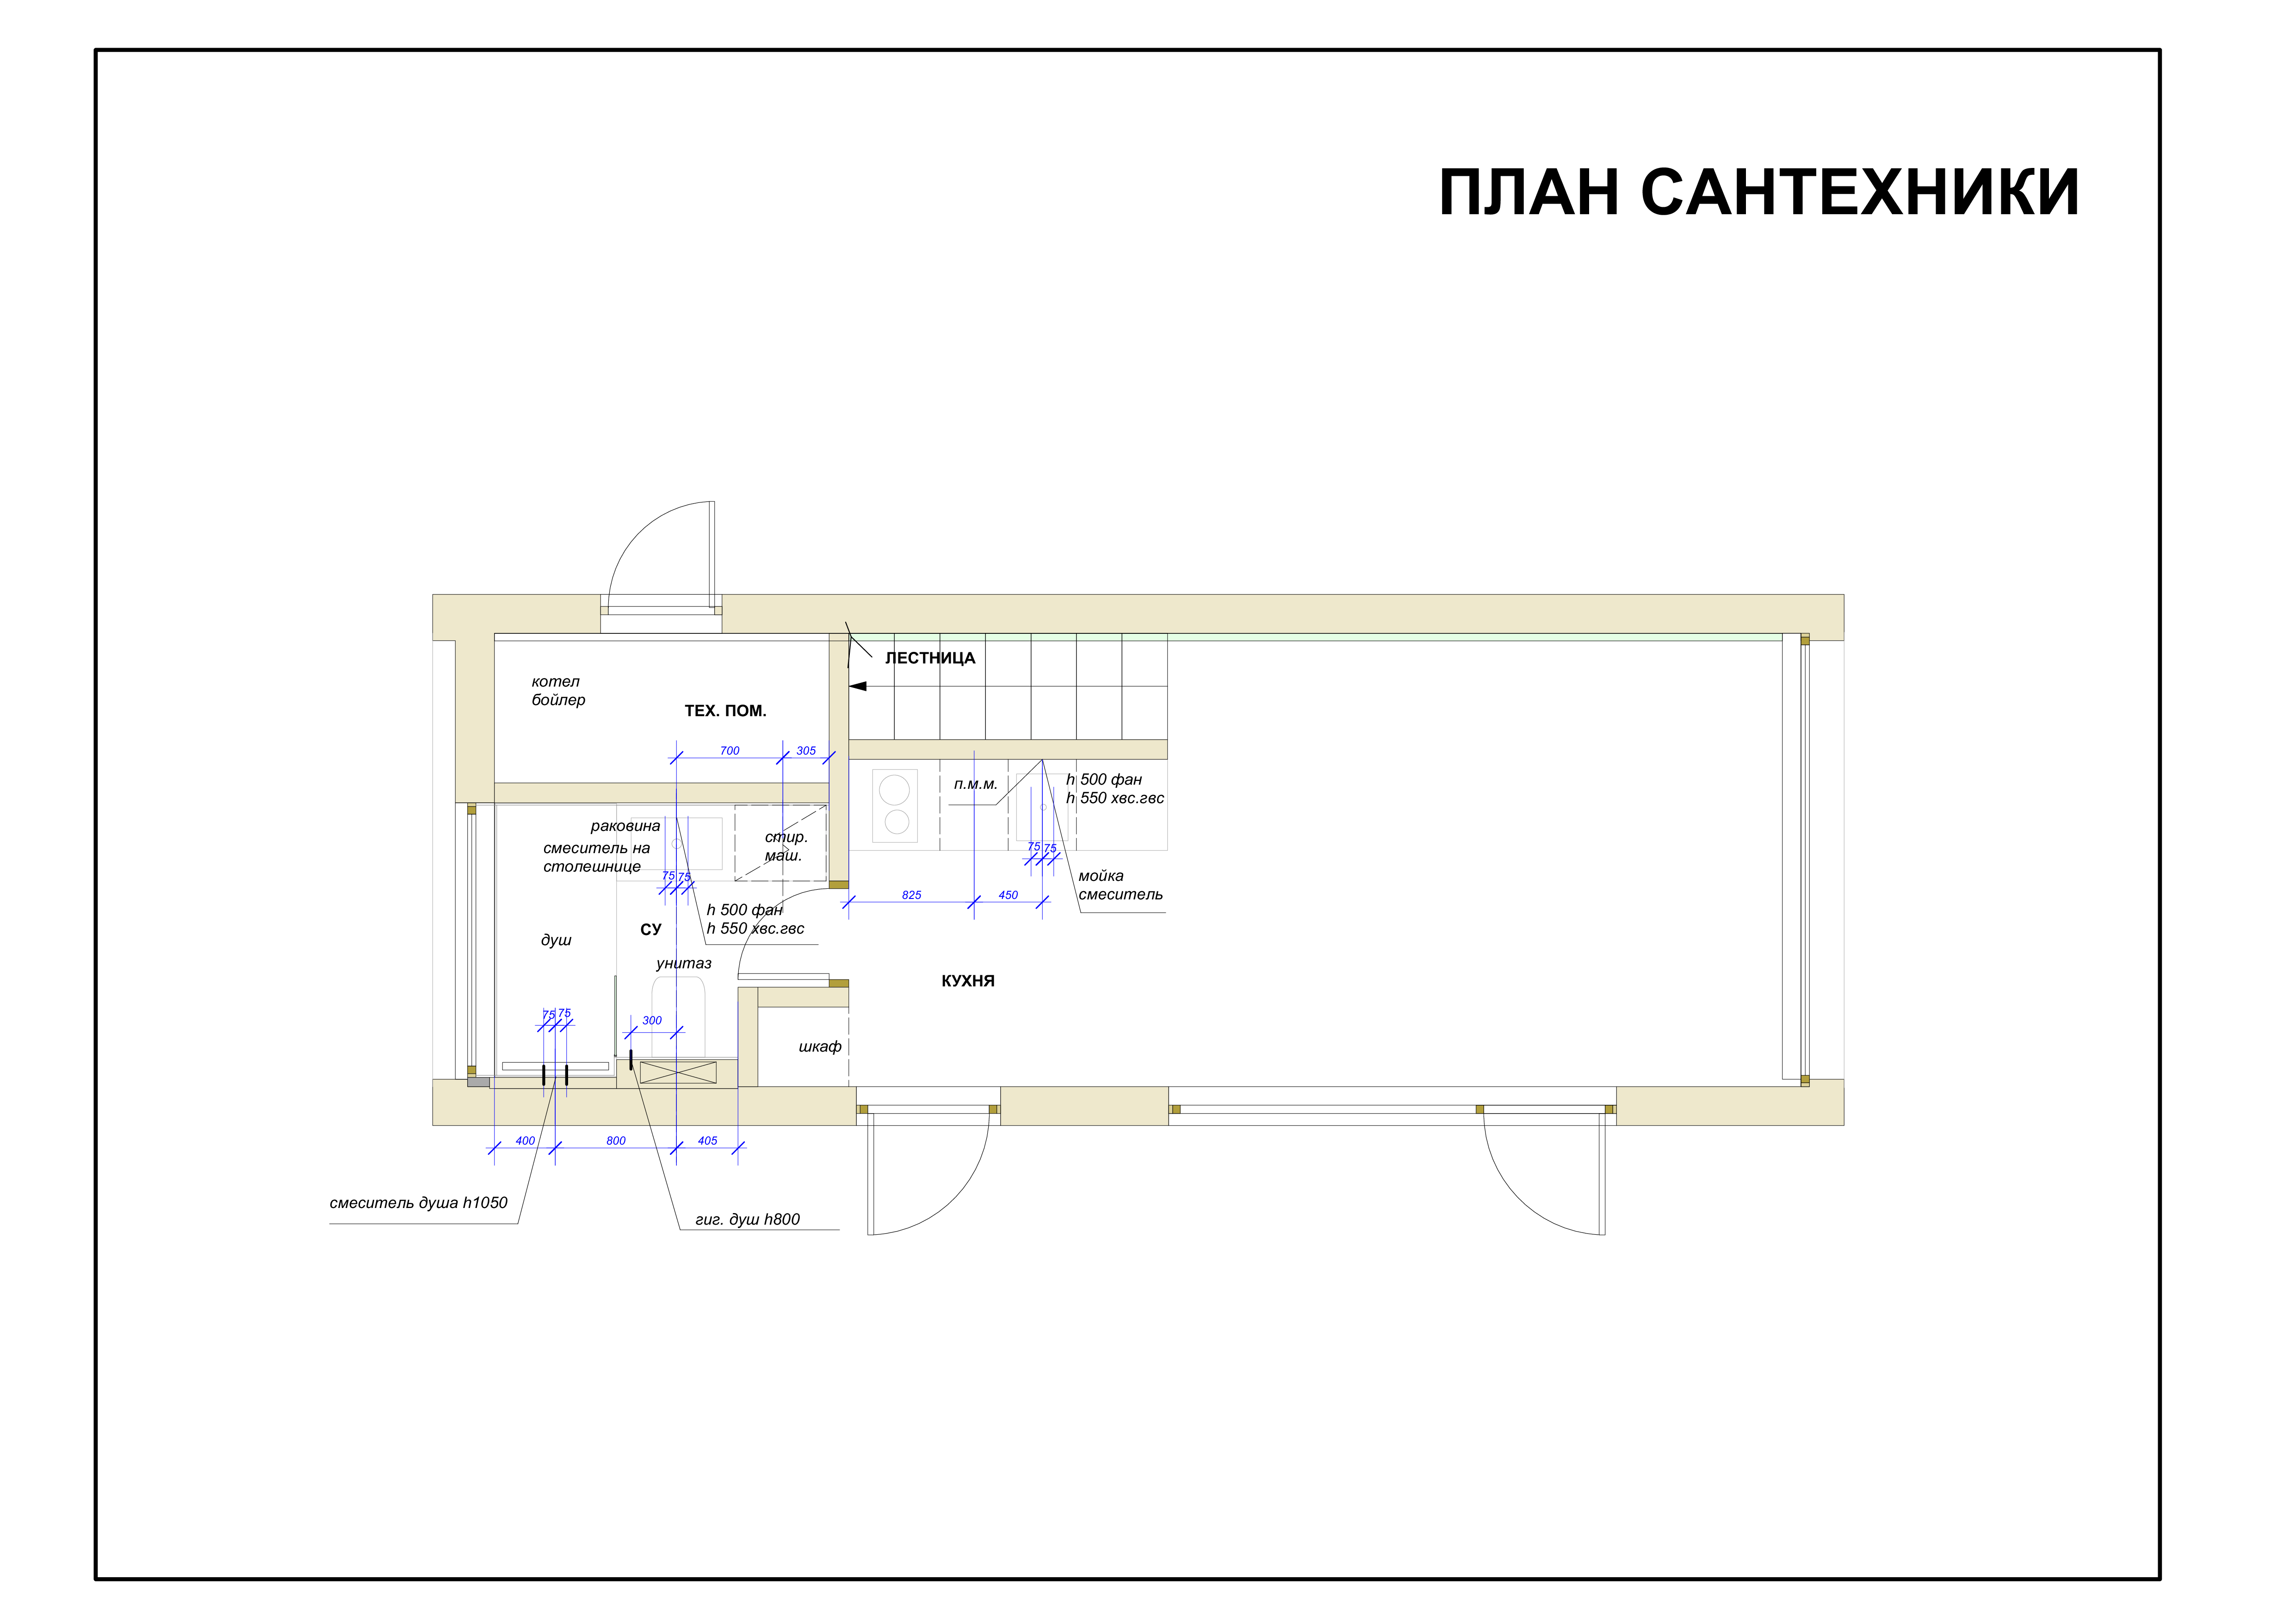 ПЛАН САНТЕХНИКИ
ЛЕСТНИЦА
котел
бойлер
ТЕХ. ПОМ.
700
305
п.м.м.
h 500 фан
h 550 хвс.гвс
раковина
смеситель на
столешнице
стир.
маш.
75
75
75
75
мойка
смеситель
825
450
h 500 фан
h 550 хвс.гвс
СУ
душ
унитаз
КУХНЯ
75
75
300
шкаф
400
800
405
смеситель душа h1050
гиг. душ h800